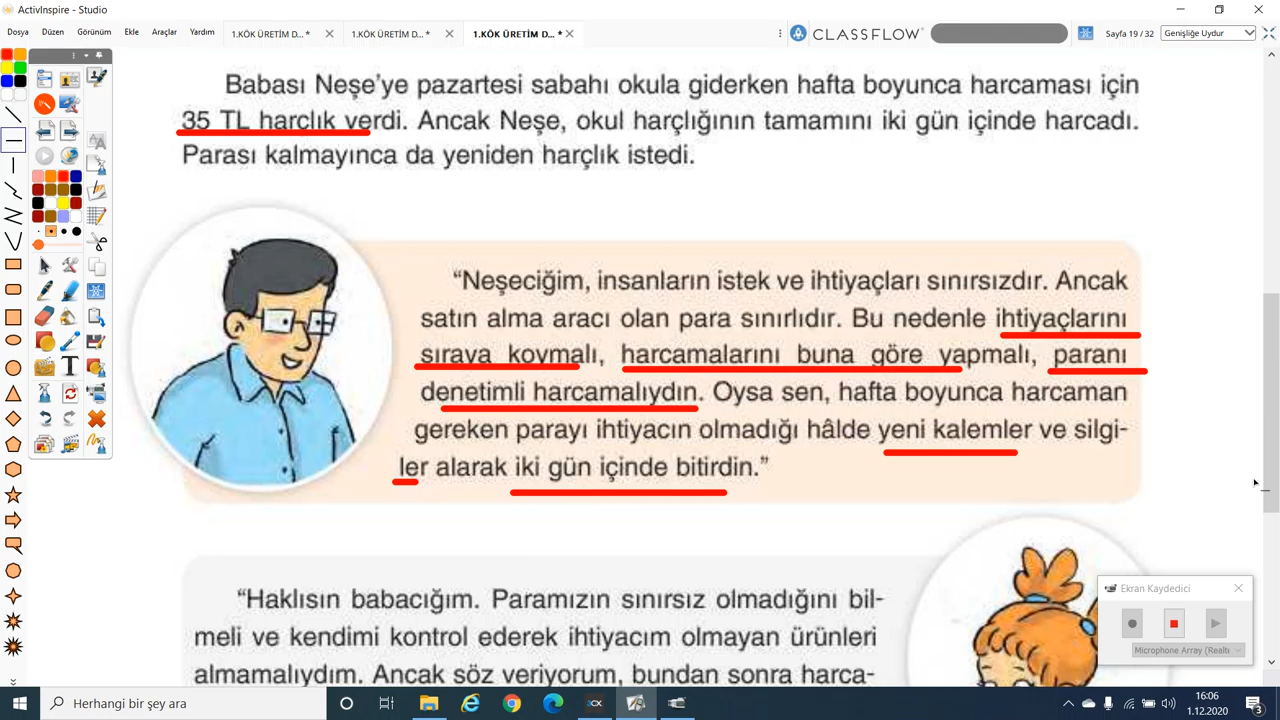 ActivInspire - Studio
Dosya Düzen Görünüm Ekle Araçlar Yardım
1.KÖK ÜRETİM D... *
1.KÖK ÜRETİM D... *
1.KÖK ÜRETİM D... *
CLASSFLOW
Sayfa 19 / 32
Genişliğe Uydur
Babası Neşe'ye pazartesi sabahı okula giderken hafta boyunca harcaması için
35 TL harçlık verdi. Ancak Neşe, okul harçlığının tamamını iki gün içinde harcadı.
Parası kalmayınca da yeniden harçlık istedi.
"Neşeciğim, insanların istek ve ihtiyaçları sınırsızdır. Ancak
satın alma aracı olan para sınırlıdır. Bu nedenle ihtiyaçlarını
sıraya koymalı, harcamalarını buna göre yapmalı, paranı
denetimli harcamalıydın. Oysa sen, hafta boyunca harcaman
gereken parayı ihtiyacın olmadığı hâlde yeni kalemler ve silgi-
ler alarak iki gün içinde bitirdin."
"Haklısın babacığım. Paramızın sınırsız olmadığını bil-
meli ve kendimi kontrol ederek ihtiyacım olmayan ürünleri
almamalıydım. Ancak söz veriyorum, bundan sonra harca-
Ekran Kaydedici
Microphone Array (Realte
Herhangi bir şey ara
16:06
1.12.2020
3